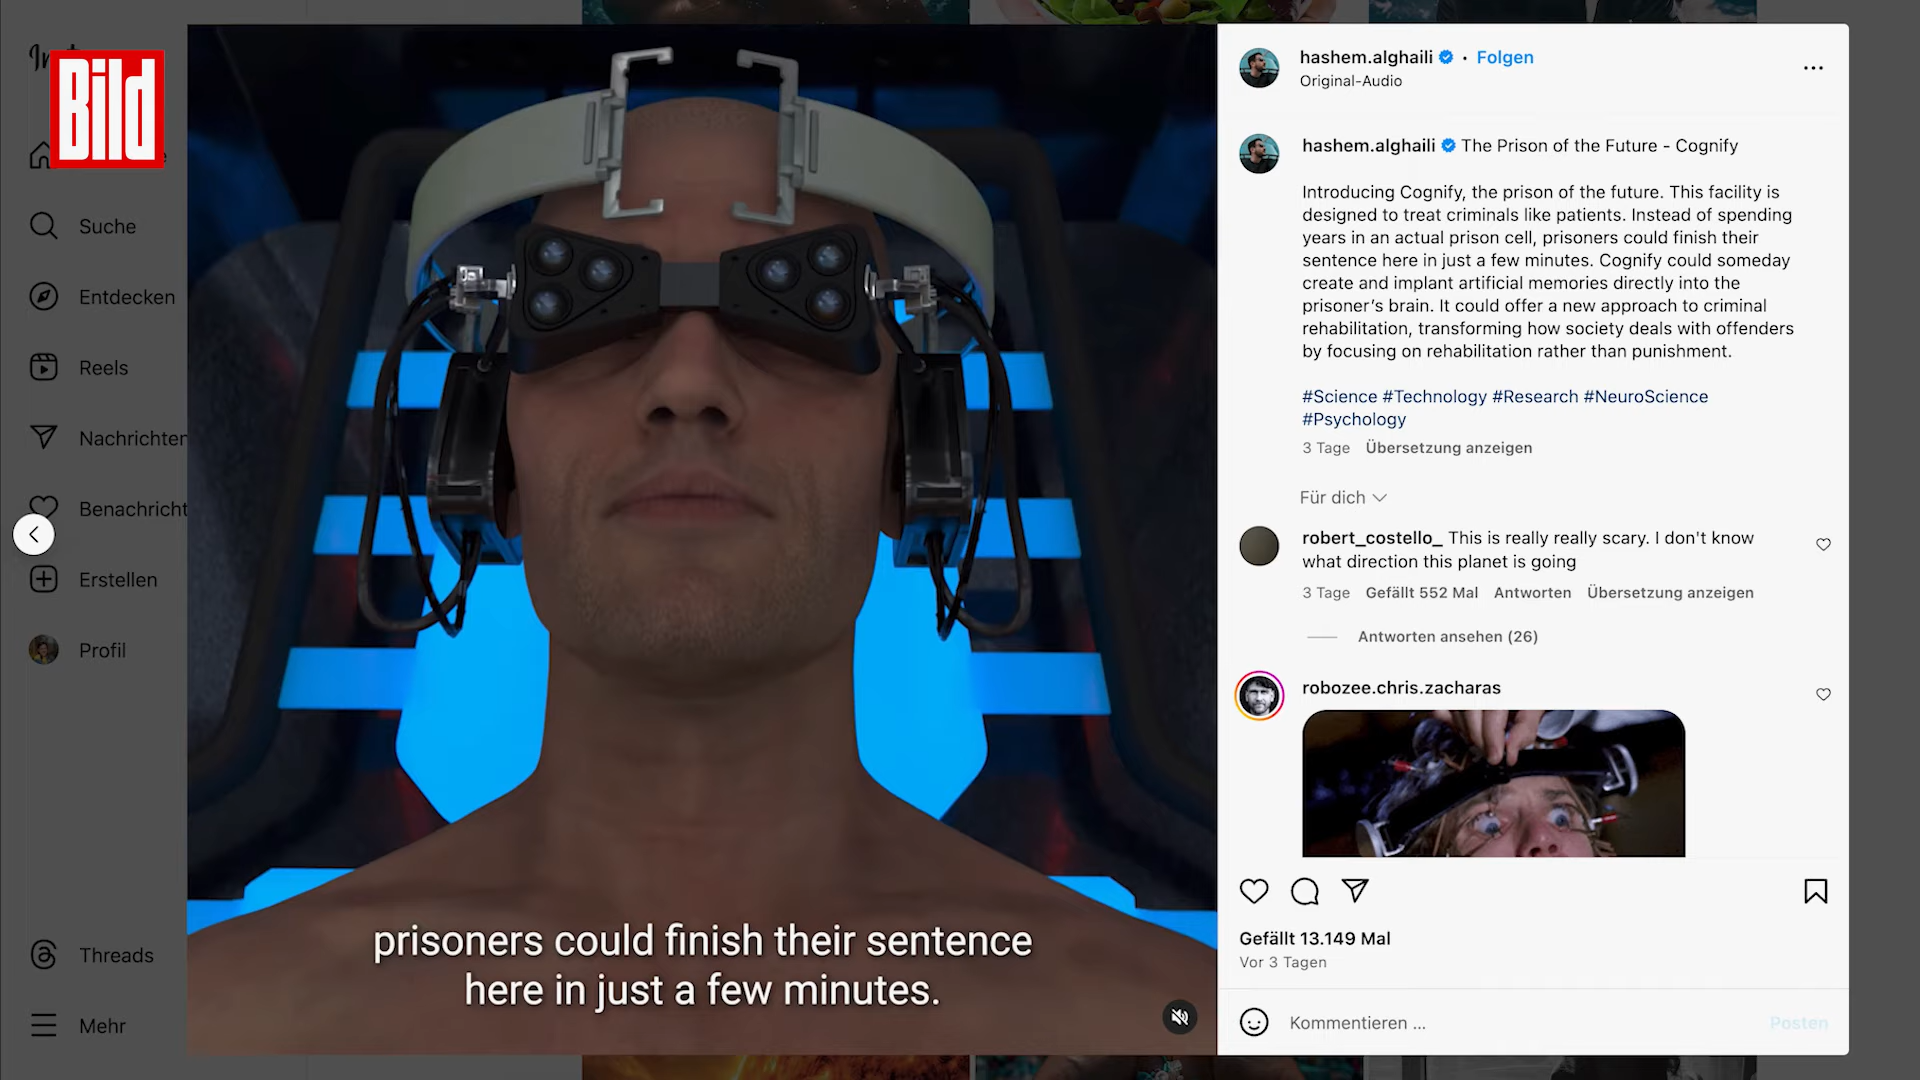 Bild
Suche
Entdecken
Reels
Nachrichten
Benachricht
Erstellen
Profil
Threads
Mehr
prisoners could finish their sentence
here in just a few minutes.
hashem.alghaili • Folgen
Original-Audio
hashem.alghaili The Prison of the Future - Cognify
Introducing Cognify, the prison of the future. This facility is
designed to treat criminals like patients. Instead of spending
years in an actual prison cell, prisoners could finish their
sentence here in just a few minutes. Cognify could someday
create and implant artificial memories directly into the
prisoner's brain. It could offer a new approach to criminal
rehabilitation, transforming how society deals with offenders
by focusing on rehabilitation rather than punishment.
#Science #Technology #Research #NeuroScience
#Psychology
3 Tage Übersetzung anzeigen
Für dich
robert_costello_ This is really really scary. I don't know
what direction this planet is going
3 Tage Gefällt 552 Mal Antworten Übersetzung anzeigen
Antworten ansehen (26)
robozee.chris.zacharas
Gefällt 13.149 Mal
Vor 3 Tagen
Kommentieren ...
Posten